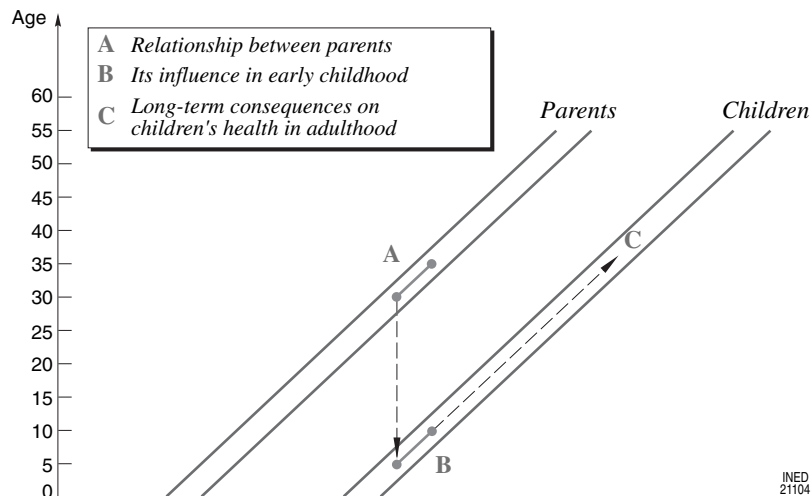 Age
A Relationship between parents
B Its influence in early childhood
C Long-term consequences on
children's health in adulthood
Parents
Children
60
55
50
45
40
35
30
25
20
15
10
5
0
A
C
B
INED
21104